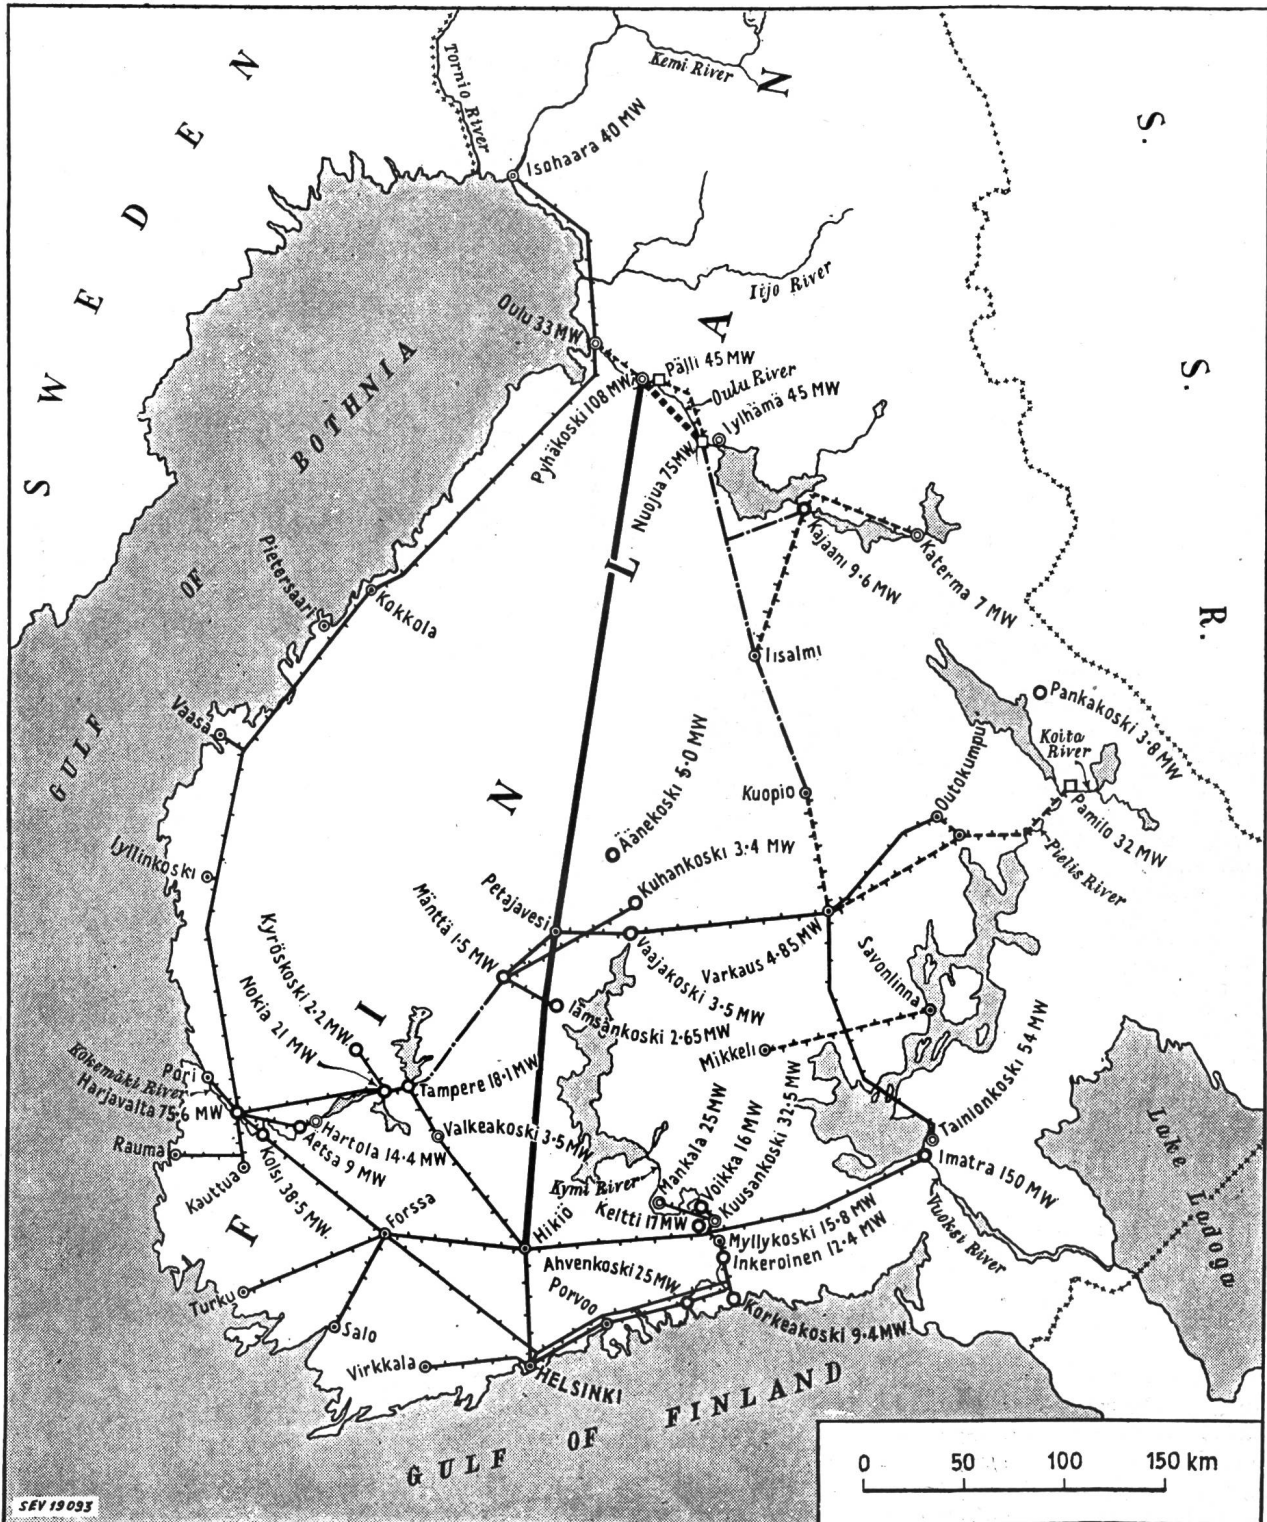 SWEDEN
Tornio River
Kemi River
N
S.
S.
R.
Isohaara 40 MW
Iijo River
Oulu 33 MW
A
Pälli 45 MW
Oulu River
Pyhäkoski 108 MW
Jylhämä 45 MW
Nuojua 75 MW
GULF OF BOTHNIA
L
Kajaani 9·6 MW
Katerma 7 MW
Pietersaari
Kokkola
Iisalmi
Vaasa
Pankakoski 3·8 MW
Koita
River
Outokumpu
Pamilo 32 MW
Pielis River
Kuopio
N
Äänekoski 5·0 MW
Kuhankoski 3·4 MW
Jyllinkoski
Petajavesi
Mänttä 1·5 MW
Vaajakoski 3·5 MW
Varkaus 4·85 MW
Savonlinna
Kyröskoski 2·2 MW
Nokia 21 MW
I
Jämsänkoski 2·65 MW
Mikkeli
Tainionkoski 54 MW
Pori
Kokemäki River
Harjavalta 75·6 MW
Tampere 18·1 MW
Hartola 14·4 MW
Aetsa 9 MW
Valkeakoski 3·5 MW
Rauma
Kolsi 38·5 MW.
Kauttua
Mankala 25 MW
Voikka 16 MW
Kuusankoski 32·5 MW
Kymi River
Keltti 17 MW
Imatra 150 MW
Lake Ladoga
F
Forssa
Hikiö
Myllykoski 15·8 MW
Inkeroinen 12·4 MW
Vuoksi River
Ahvenkoski 25 MW
Porvoo
Turku
Salo
Korkeakoski 9·4 MW
Virkkala
HELSINKI
GULF OF FINLAND
0 50 100 150 km
SEV 19093